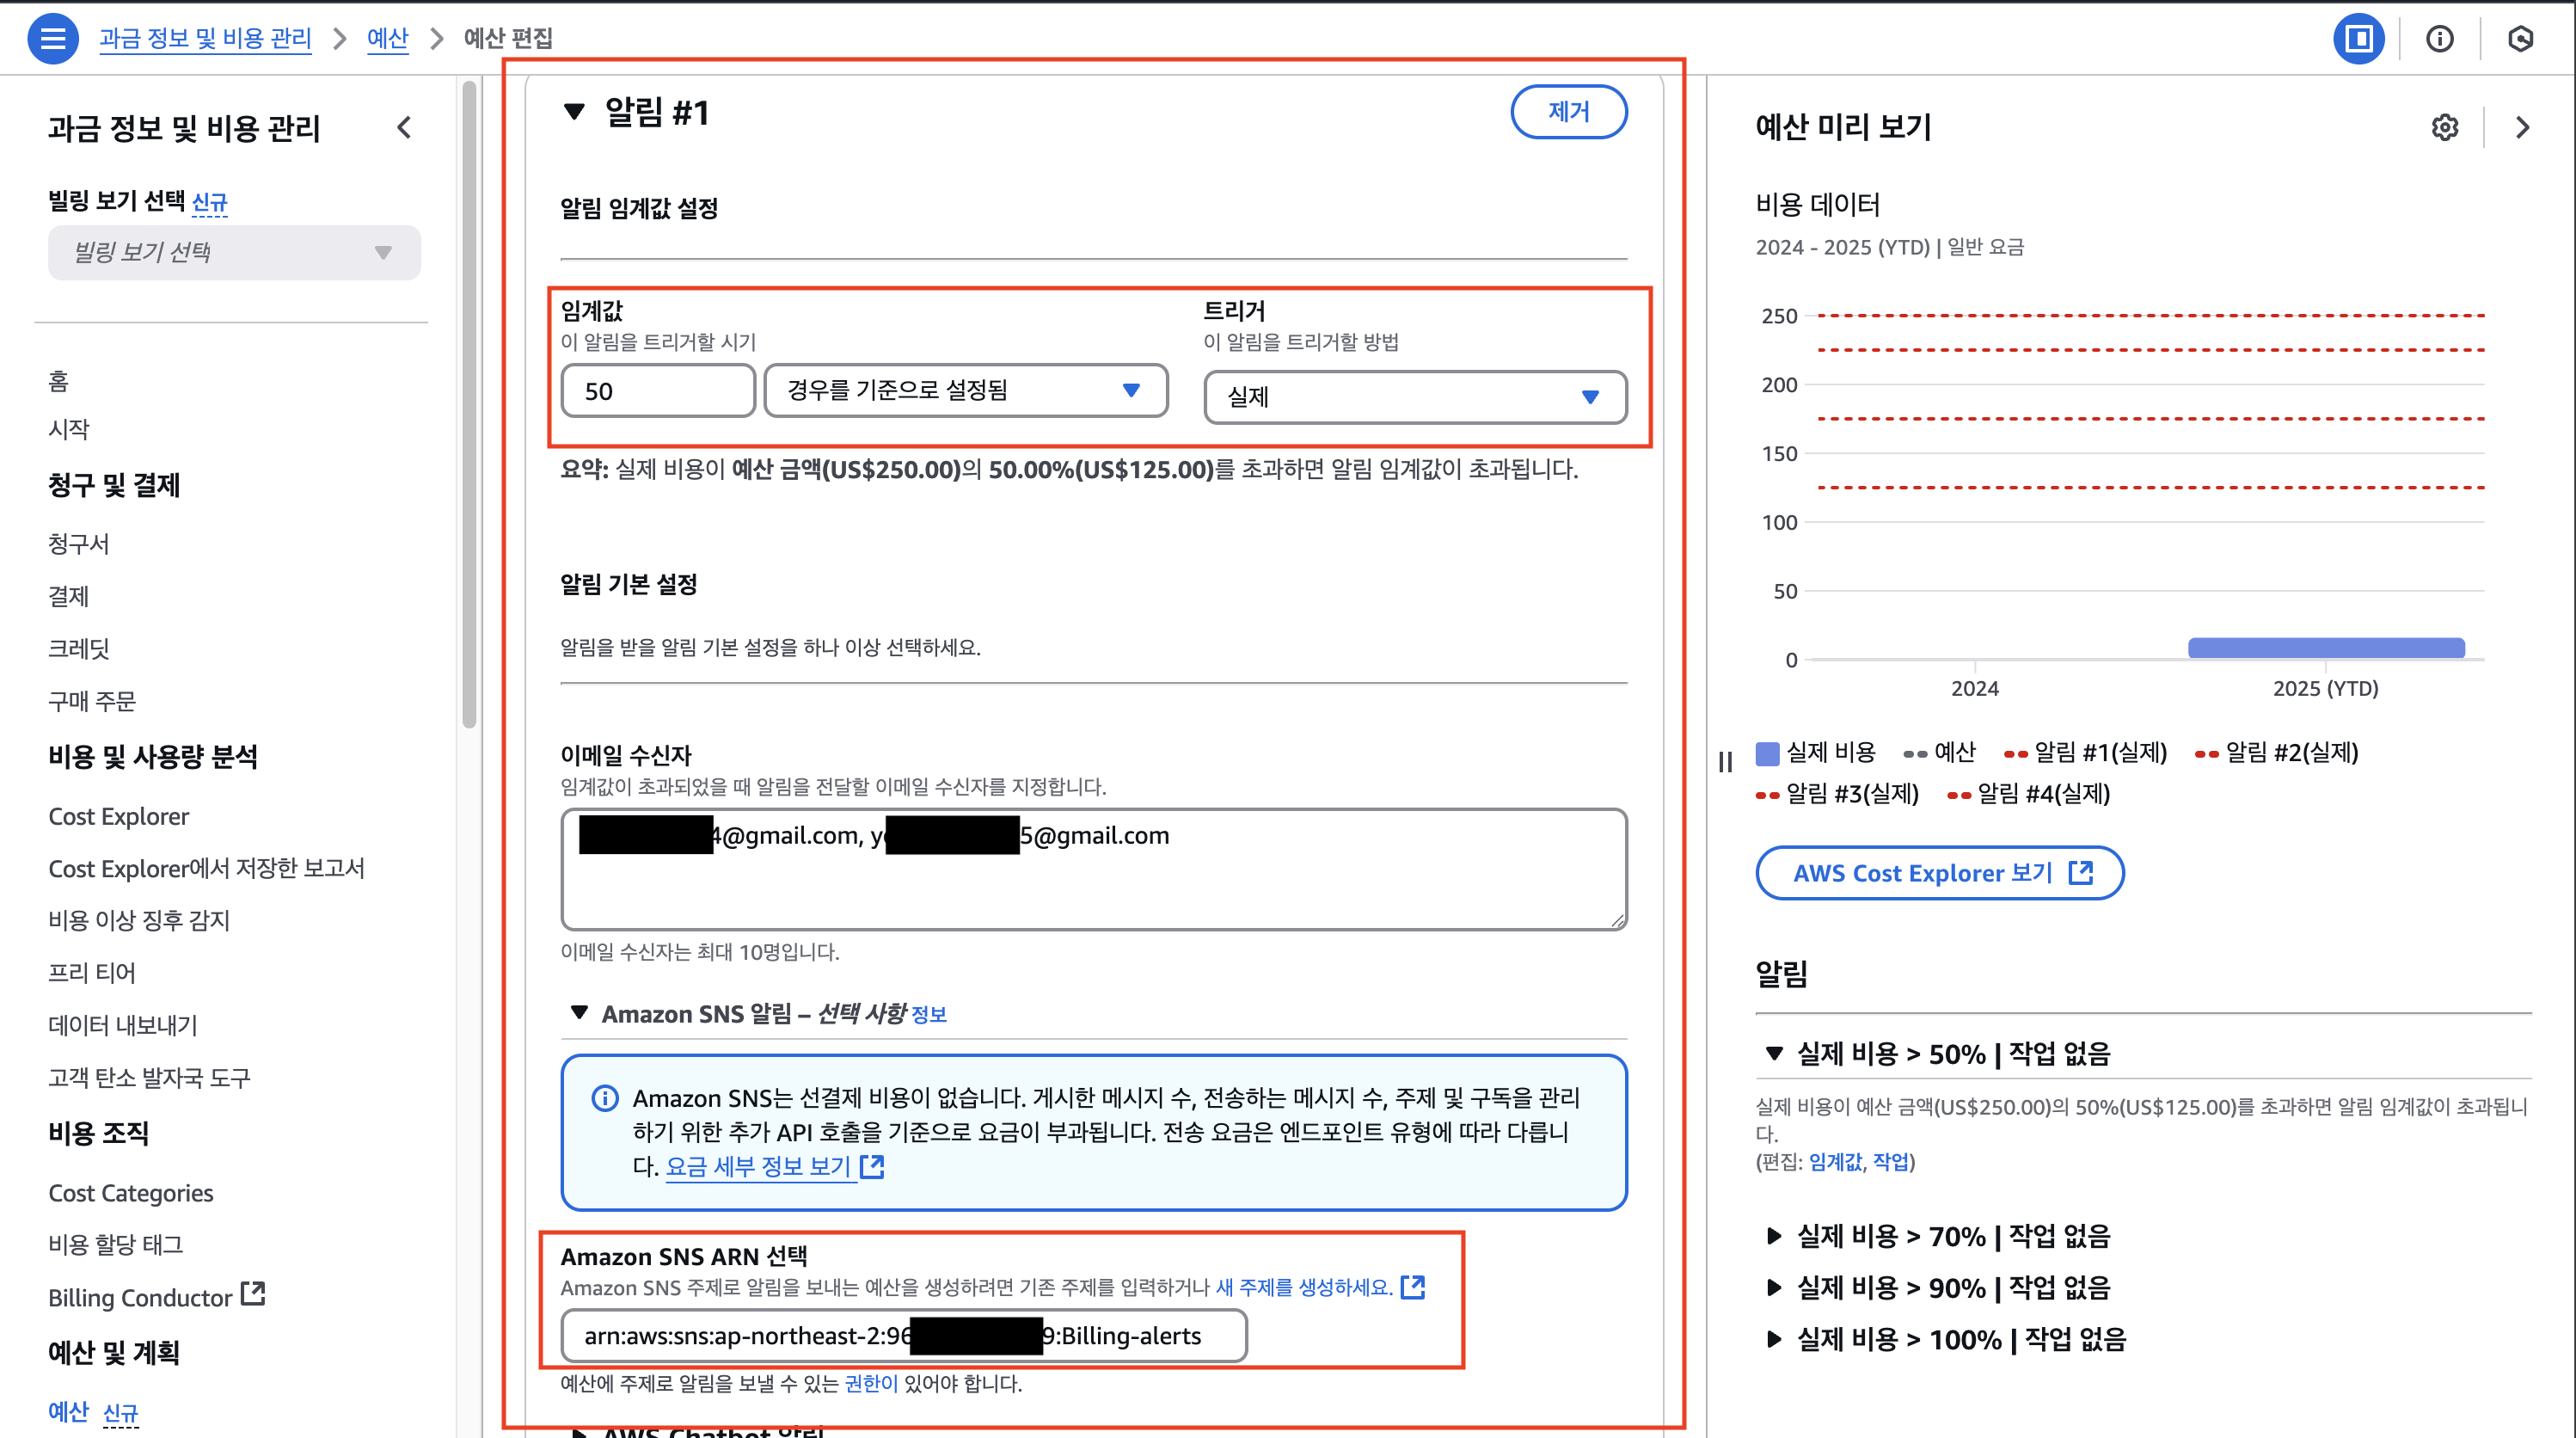 과금 정보 및 비용 관리 > 예산 > 예산 편집
과금 정보 및 비용 관리
빌링 보기 선택 신규
빌링 보기 선택
홈
시작
청구 및 결제
청구서
결제
크레딧
구매 주문
비용 및 사용량 분석
Cost Explorer
Cost Explorer에서 저장한 보고서
비용 이상 징후 감지
프리 티어
데이터 내보내기
고객 탄소 발자국 도구
비용 조직
Cost Categories
비용 할당 태그
Billing Conductor
예산 및 계획
예산 신규
알림 #1
제거
알림 임계값 설정
임계값
이 알림을 트리거할 시기
50
경우를 기준으로 설정됨
트리거
이 알림을 트리거할 방법
실제
요약: 실제 비용이 예산 금액(US$250.00)의 50.00%(US$125.00)를 초과하면 알림 임계값이 초과됩니다.
알림 기본 설정
알림을 받을 알림 기본 설정을 하나 이상 선택하세요.
이메일 수신자
임계값이 초과되었을 때 알림을 전달할 이메일 수신자를 지정합니다.
4@gmail.com, y 5@gmail.com
이메일 수신자는 최대 10명입니다.
Amazon SNS 알림 – 선택 사항 정보
Amazon SNS는 선결제 비용이 없습니다. 게시한 메시지 수, 전송하는 메시지 수, 주제 및 구독을 관리
하기 위한 추가 API 호출을 기준으로 요금이 부과됩니다. 전송 요금은 엔드포인트 유형에 따라 다릅니
다. 요금 세부 정보 보기
Amazon SNS ARN 선택
Amazon SNS 주제로 알림을 보내는 예산을 생성하려면 기존 주제를 입력하거나 새 주제를 생성하세요.
arn:aws:sns:ap-northeast-2:96 9:Billing-alerts
예산에 주제로 알림을 보낼 수 있는 권한이 있어야 합니다.
AWS Chatbot 알림
예산 미리 보기
비용 데이터
2024 - 2025 (YTD) | 일반 요금
250
200
150
100
50
0
2024
2025 (YTD)
실제 비용 예산 알림 #1(실제) 알림 #2(실제)
알림 #3(실제) 알림 #4(실제)
AWS Cost Explorer 보기
알림
실제 비용 > 50% | 작업 없음
실제 비용이 예산 금액(US$250.00)의 50%(US$125.00)를 초과하면 알림 임계값이 초과됩니
다.
(편집: 임계값, 작업)
실제 비용 > 70% | 작업 없음
실제 비용 > 90% | 작업 없음
실제 비용 > 100% | 작업 없음